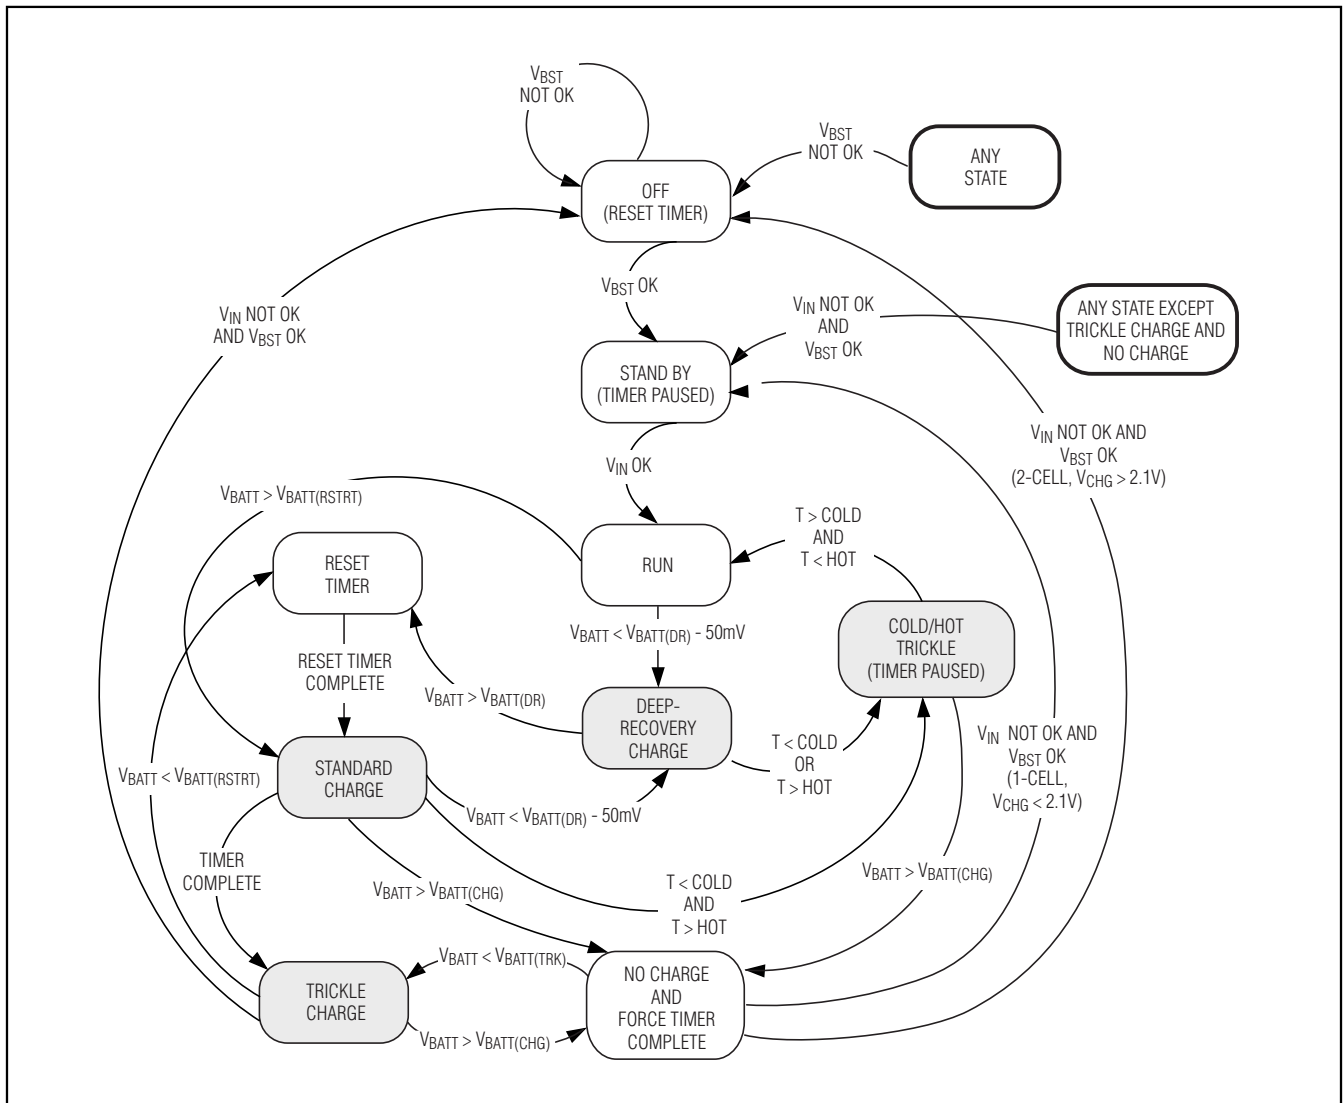 VBST
NOT OK
VBST
NOT OK
ANY
STATE
OFF
(RESET TIMER)
VBST OK
VIN NOT OK
AND VBST OK
VIN NOT OK
AND
VBST OK
ANY STATE EXCEPT
TRICKLE CHARGE AND
NO CHARGE
STAND BY
(TIMER PAUSED)
VIN OK
VIN NOT OK AND
VBST OK
(2-CELL, VCHG > 2.1V)
VBATT > VBATT(RSTRT)
T > COLD
AND
T < HOT
RESET
TIMER
RUN
VBATT < VBATT(DR) - 50mV
COLD/HOT
TRICKLE
(TIMER PAUSED)
RESET TIMER
COMPLETE
VBATT > VBATT(DR)
DEEP-
RECOVERY
CHARGE
T < COLD
OR
T > HOT
VIN NOT OK AND
VBST OK
(1-CELL,
VCHG < 2.1V)
VBATT < VBATT(RSTRT)
STANDARD
CHARGE
VBATT < VBATT(DR) - 50mV
TIMER
COMPLETE
VBATT > VBATT(CHG)
T < COLD
AND
T > HOT
VBATT > VBATT(CHG)
VBATT < VBATT(TRK)
TRICKLE
CHARGE
NO CHARGE
AND
FORCE TIMER
COMPLETE
VBATT > VBATT(CHG)